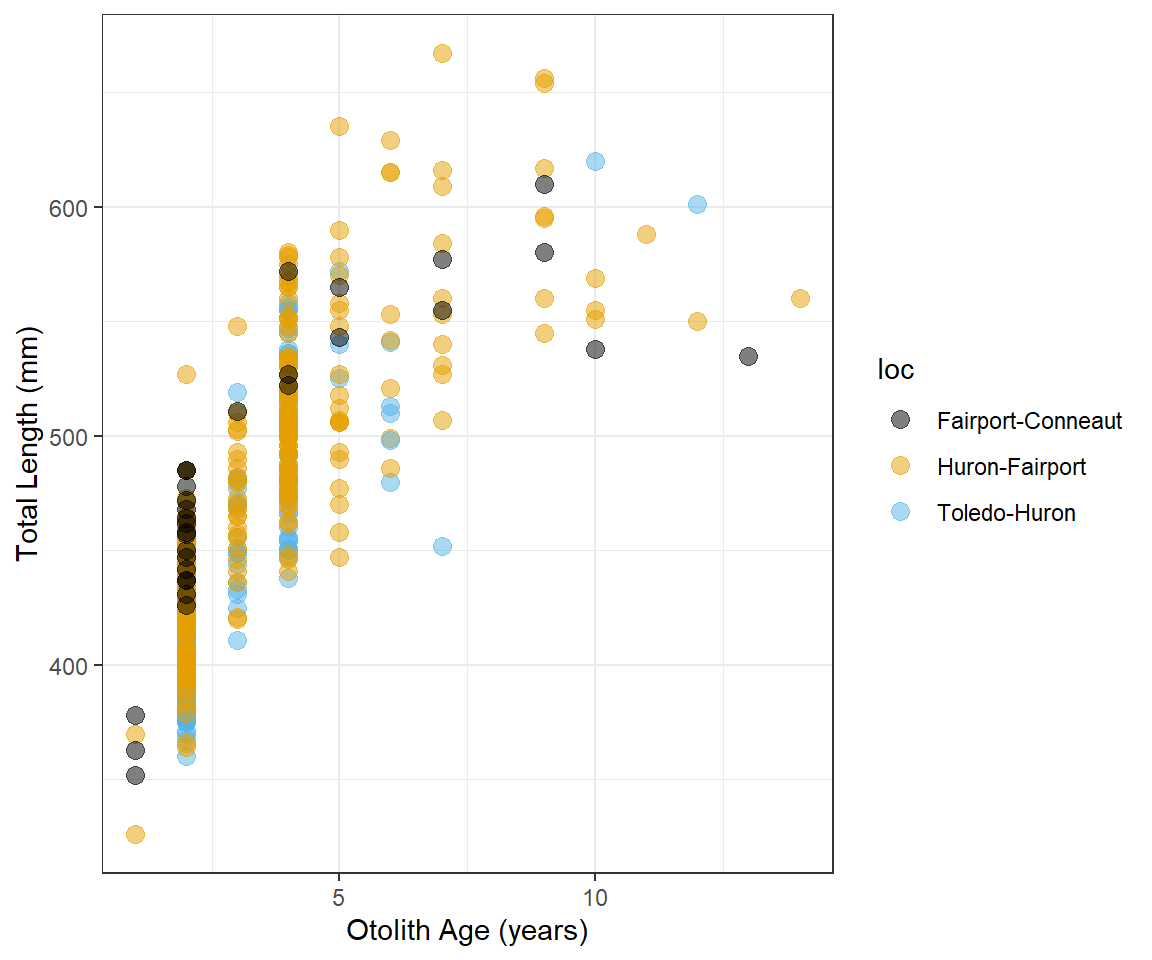 Total Length (mm)
600
500
400
5
10
Otolith Age (years)
loc
Fairport-Conneaut
Huron-Fairport
Toledo-Huron